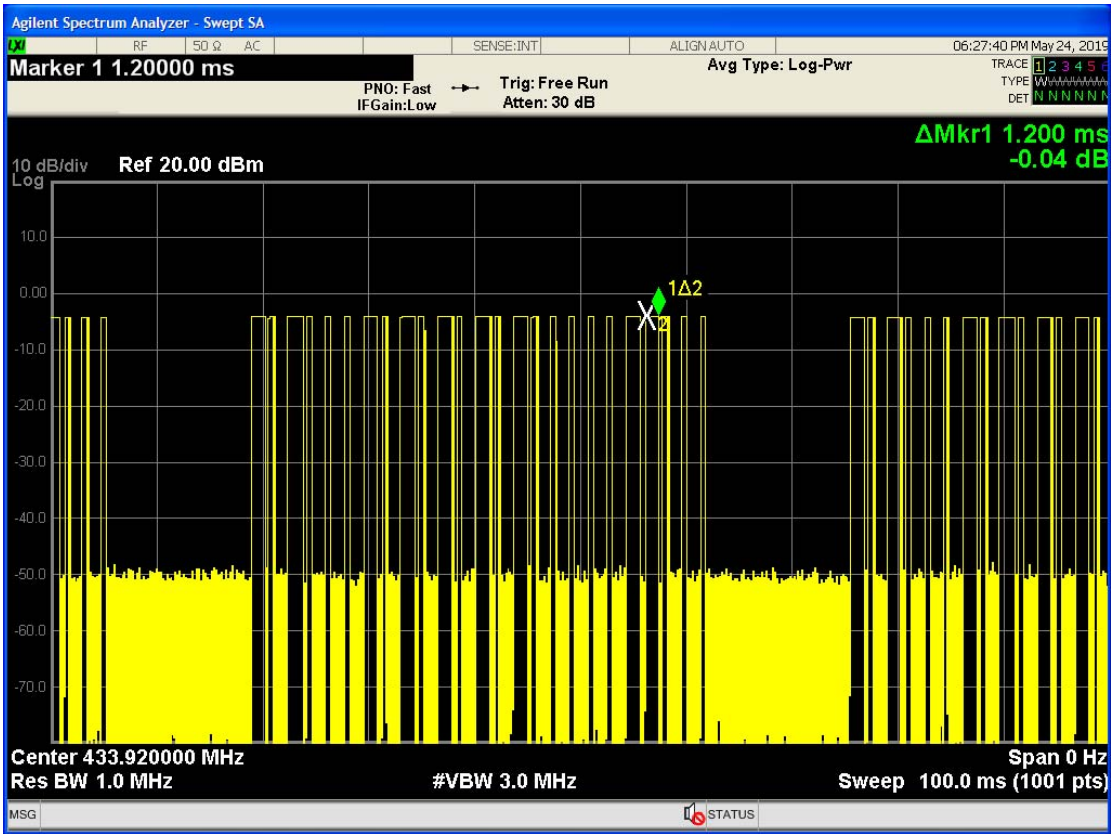 Agilent Spectrum Analyzer - Swept SA
LXI RF 50 Ω AC SENSE:INT ALIGN AUTO 06:27:40 PM May 24, 2019
Marker 1 1.20000 ms
PNO: Fast Trig: Free Run Avg Type: Log-Pwr TRACE 1 2 3 4 5 6
IFGain:Low Atten: 30 dB TYPE
DET N N N N N N
ΔMkr1 1.200 ms
-0.04 dB
10 dB/div Ref 20.00 dBm
Log
10.0
0.00
1Δ2
2
-10.0
-20.0
-30.0
-40.0
-50.0
-60.0
-70.0
Center 433.920000 MHz Span 0 Hz
Res BW 1.0 MHz #VBW 3.0 MHz Sweep 100.0 ms (1001 pts)
MSG STATUS